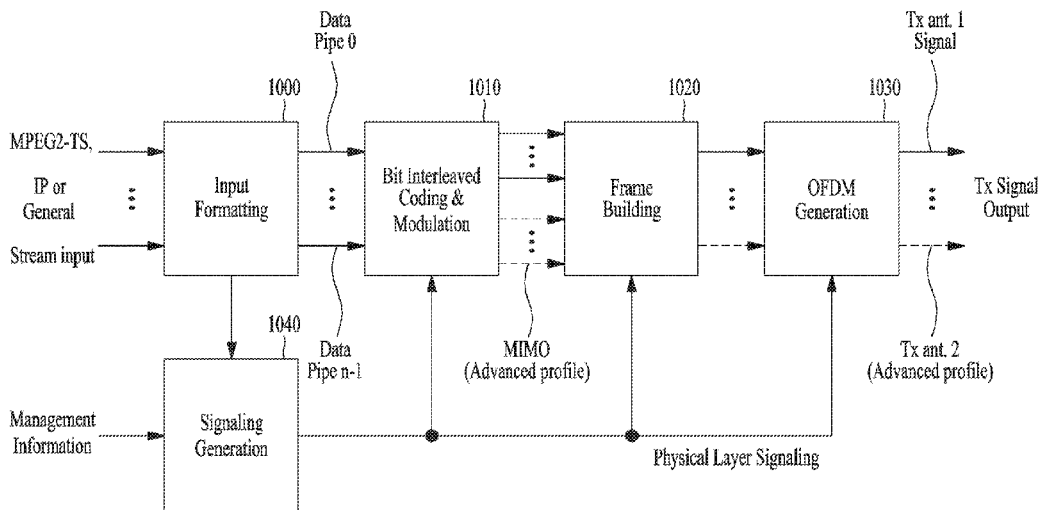 Data
Pipe 0
Tx ant. 1
Signal
1000
1010
1020
1030
MPEG2-TS,
IP or
General
Stream input
Input
Formatting
Bit Interleaved
Coding &
Modulation
Frame
Building
OFDM
Generation
Tx Signal
Output
1040
Data
Pipe n-1
MIMO
(Advanced profile)
Tx ant. 2
(Advanced profile)
Management
Information
Signaling
Generation
Physical Layer Signaling